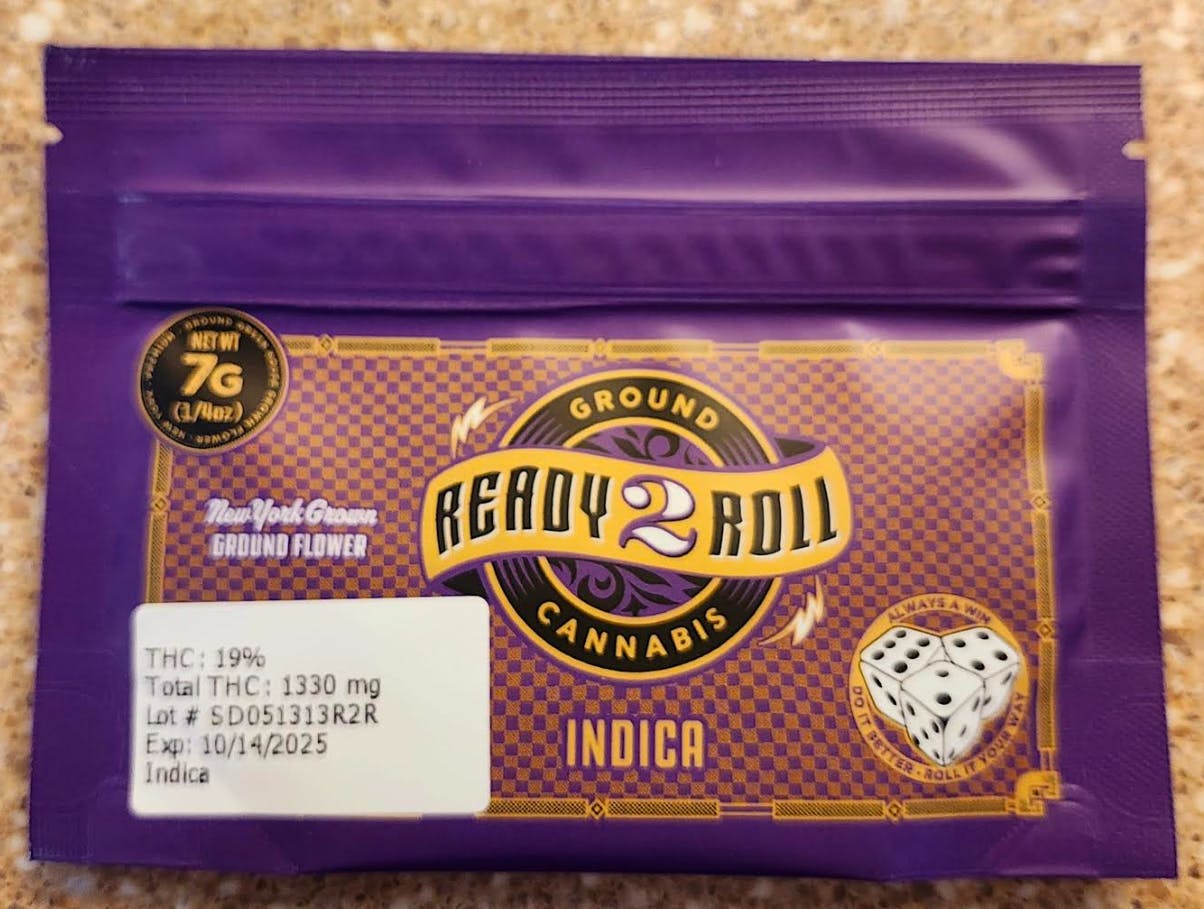 NET WT
7G
(1/4oz)
GROUND
READY 2 ROLL
CANNABIS
New York Grown
GROUND FLOWER
THC: 19%
Total THC: 1330 mg
Lot # SD051313R2R
Exp: 10/14/2025
Indica
INDICA
ALWAYS A WIN
DO IT BETTER - ROLL IT YOUR WAY